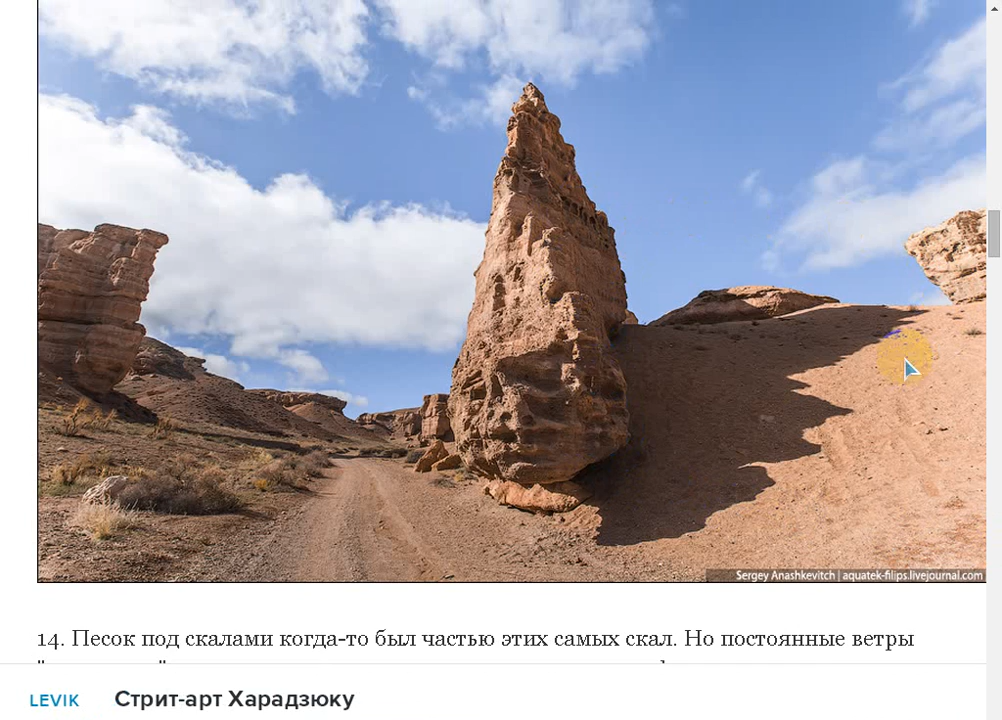 Sergey Anashkevitch | aquatek-filips.livejournal.com
14. Песок под скалами когда-то был частью этих самых скал. Но постоянные ветры
LEVIK Стрит-арт Харадзюку